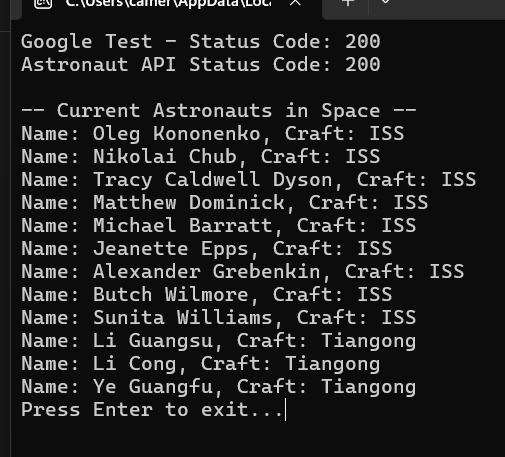 C:\Users\camer\AppData\Loca
Google Test - Status Code: 200
Astronaut API Status Code: 200
-- Current Astronauts in Space --
Name: Oleg Kononenko, Craft: ISS
Name: Nikolai Chub, Craft: ISS
Name: Tracy Caldwell Dyson, Craft: ISS
Name: Matthew Dominick, Craft: ISS
Name: Michael Barratt, Craft: ISS
Name: Jeanette Epps, Craft: ISS
Name: Alexander Grebenkin, Craft: ISS
Name: Butch Wilmore, Craft: ISS
Name: Sunita Williams, Craft: ISS
Name: Li Guangsu, Craft: Tiangong
Name: Li Cong, Craft: Tiangong
Name: Ye Guangfu, Craft: Tiangong
Press Enter to exit...